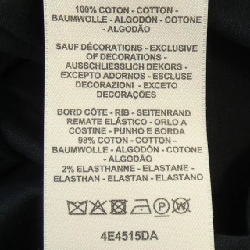 100% COTON - COTTON -
BAUMWOLLE - ALGODÓN - COTONE -
ALGODÃO
SAUF DÉCORATIONS - EXCLUSIVE
OF DECORATIONS -
AUSSCHLIESSLICH DEKORS -
EXCEPTO ADORNOS - ESCLUSE
DECORAZIONI - EXCETO
DECORAÇÕES
BORD CÔTE - RIB - SEITENRAND
REMATE ELÁSTICO - ORLO A
COSTINE - PUNHO E BORDA
98% COTON - COTTON -
BAUMWOLLE - ALGODÓN - COTONE -
ALGODÃO
2% ELASTHANNE - ELASTANE -
ELASTHAN - ELASTAN - ELASTANE
4E4515DA